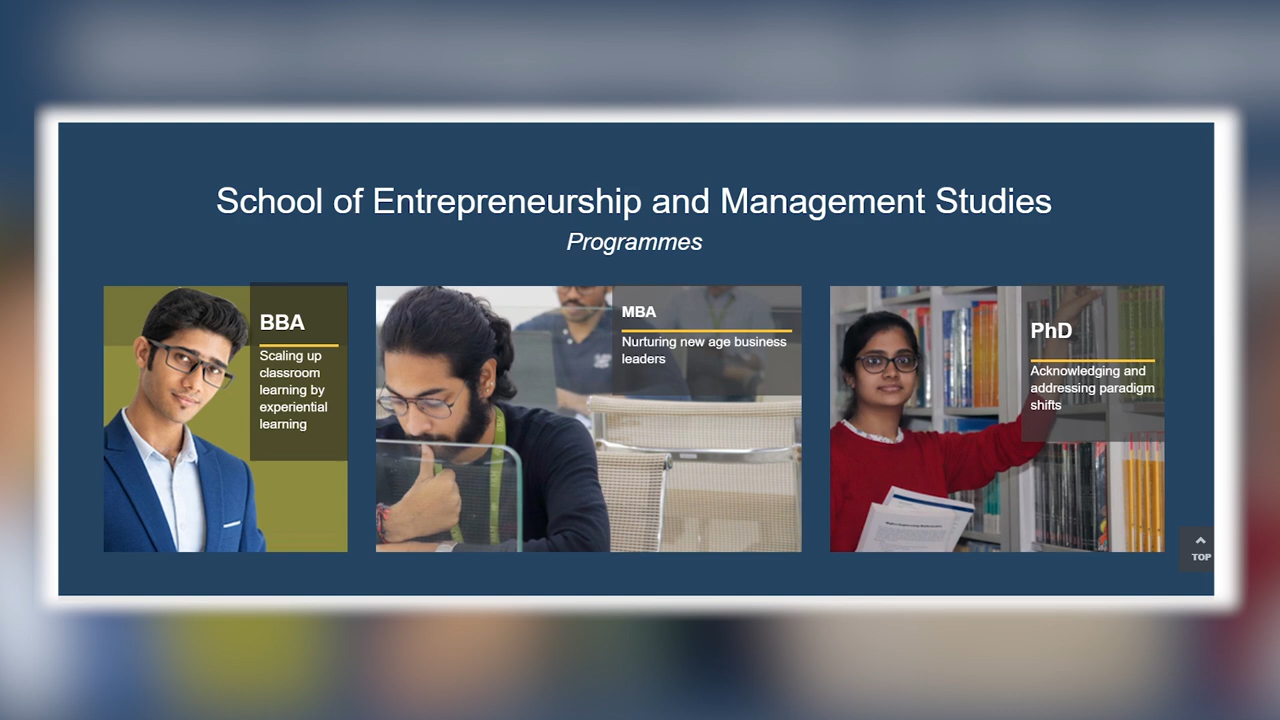 School of Entrepreneurship and Management Studies
Programmes
BBA
Scaling up
classroom
learning by
experiential
learning
MBA
Nurturing new age business
leaders
PhD
Acknowledging and
addressing paradigm
shifts
TOP